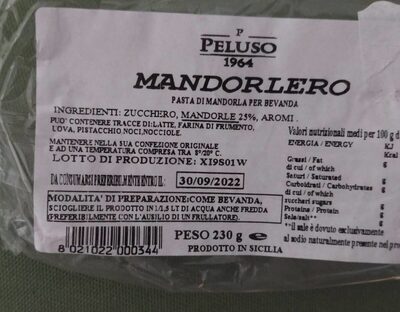 P
PELUSO
1964
MANDORLERO
PASTA DI MANDORLA PER BEVANDA
INGREDIENTI: ZUCCHERO, MANDORLE 25%, AROMI.
PUO' CONTENERE TRACCE DI: LATTE, FARINA DI FRUMENTO,
UOVA, PISTACCHIO, NOCI, NOCCIOLE.
MANTENERE NELLA SUA CONFEZIONE ORIGINALE
E AD UNA TEMPERATURA COMPRESA TRA 8°/20° C.
LOTTO DI PRODUZIONE: XIPS01W
DA CONSUMARSI PREFERIBILMENTE ENTRO IL:
30/09/2022
MODALITA' DI PREPARAZIONE: COME BEVANDA,
SCIOGLIERE IL PRODOTTO IN 1/1,5 LT DI ACQUA ANCHE FREDDA
(PREFERIBILMENTE CON L'AUSILIO DI UN FRULLATORE).
8 021022 000344
PESO 230 g e
PRODOTTO IN SICILIA
Valori nutrizionali medi per 100 g d
ENERGIA / ENERGY KJ
Kcal
Grassi / Fat g
di cu / of which
Saturi / Saturated g
Carboidrati / Carbohydrates g
di cui / of which
zuccheri sugars g
Proteine / Protein g
Sale/salt**
**il sale è dovuto esclusivamente
al sodio naturalmente presente nel pro